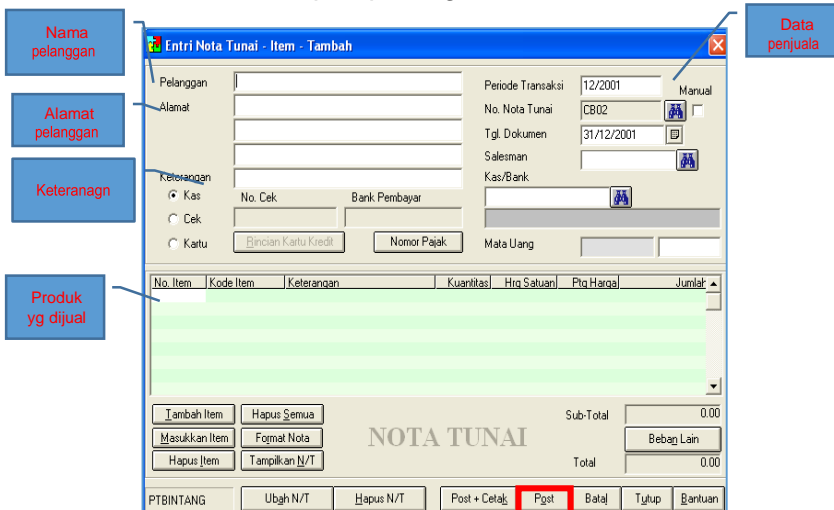 Nama
pelanggan
Data
penjuala
Entri Nota Tunai - Item - Tambah
Pelanggan
Periode Transaksi
12/2001
Manual
Alamat
pelanggan
Alamat
No. Nota Tunai
CB02
Tgl. Dokumen
31/12/2001
Salesman
Keteranagn
Keterangan
Kas/Bank
Kas
No. Cek
Bank Pembayar
Cek
Kartu
Rincian Kartu Kredit
Nomor Pajak
Mata Uang
No. Item
Kode Item
Keterangan
Kuantitas
Hrg Satuan
Ptg Harga
Jumlah
Produk
yg dijual
Tambah Item
Hapus Semua
Sub-Total
0.00
Masukkan Item
Format Nota
NOTA TUNAI
Beban Lain
Hapus Item
Tampilkan N/T
Total
0.00
PTBINTANG
Ubah N/T
Hapus N/T
Post + Cetak
Post
Batal
Tutup
Bantuan